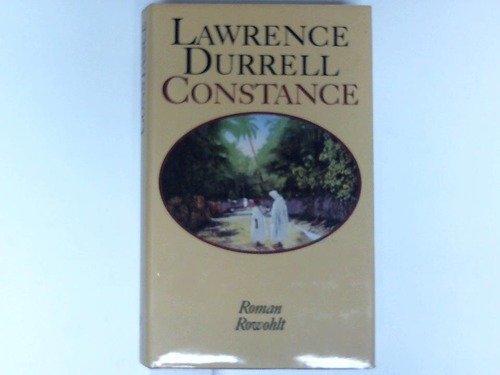 LAWRENCE
DURRELL
CONSTANCE
Roman
Rowohlt